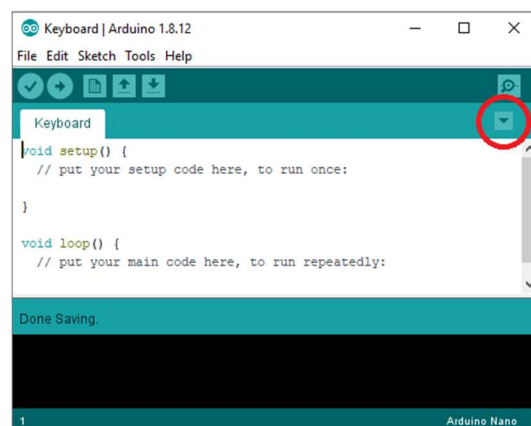 Keyboard | Arduino 1.8.12
File Edit Sketch Tools Help
Keyboard
void setup() {
// put your setup code here, to run once:
}
void loop() {
// put your main code here, to run repeatedly:
Done Saving.
1
Arduino Nano